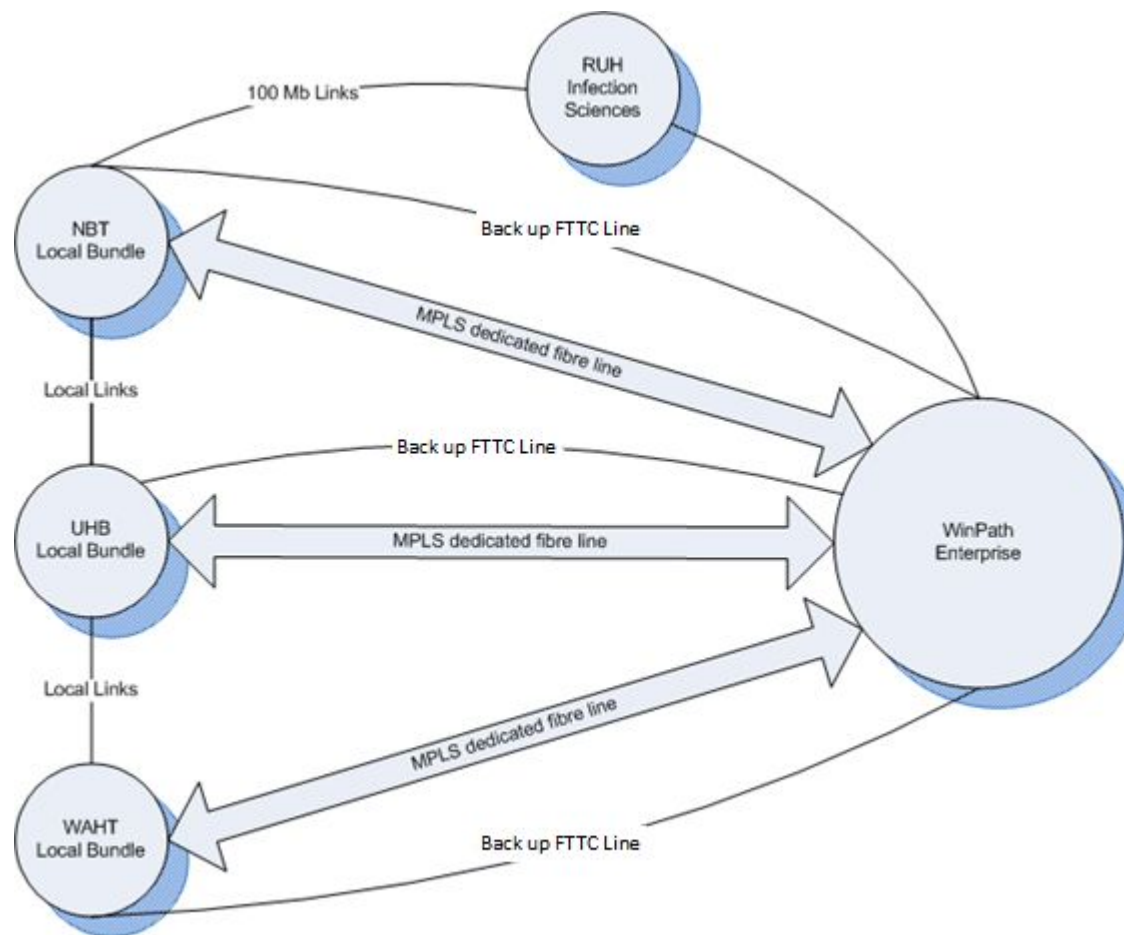 RUH
Infection
Sciences
100 Mb Links
NBT
Local Bundle
Back up FTTC Line
MPLS dedicated fibre line
Local Links
Back up FTTC Line
UHB
Local Bundle
MPLS dedicated fibre line
WinPath
Enterprise
Local Links
MPLS dedicated fibre line
WAHT
Local Bundle
Back up FTTC Line